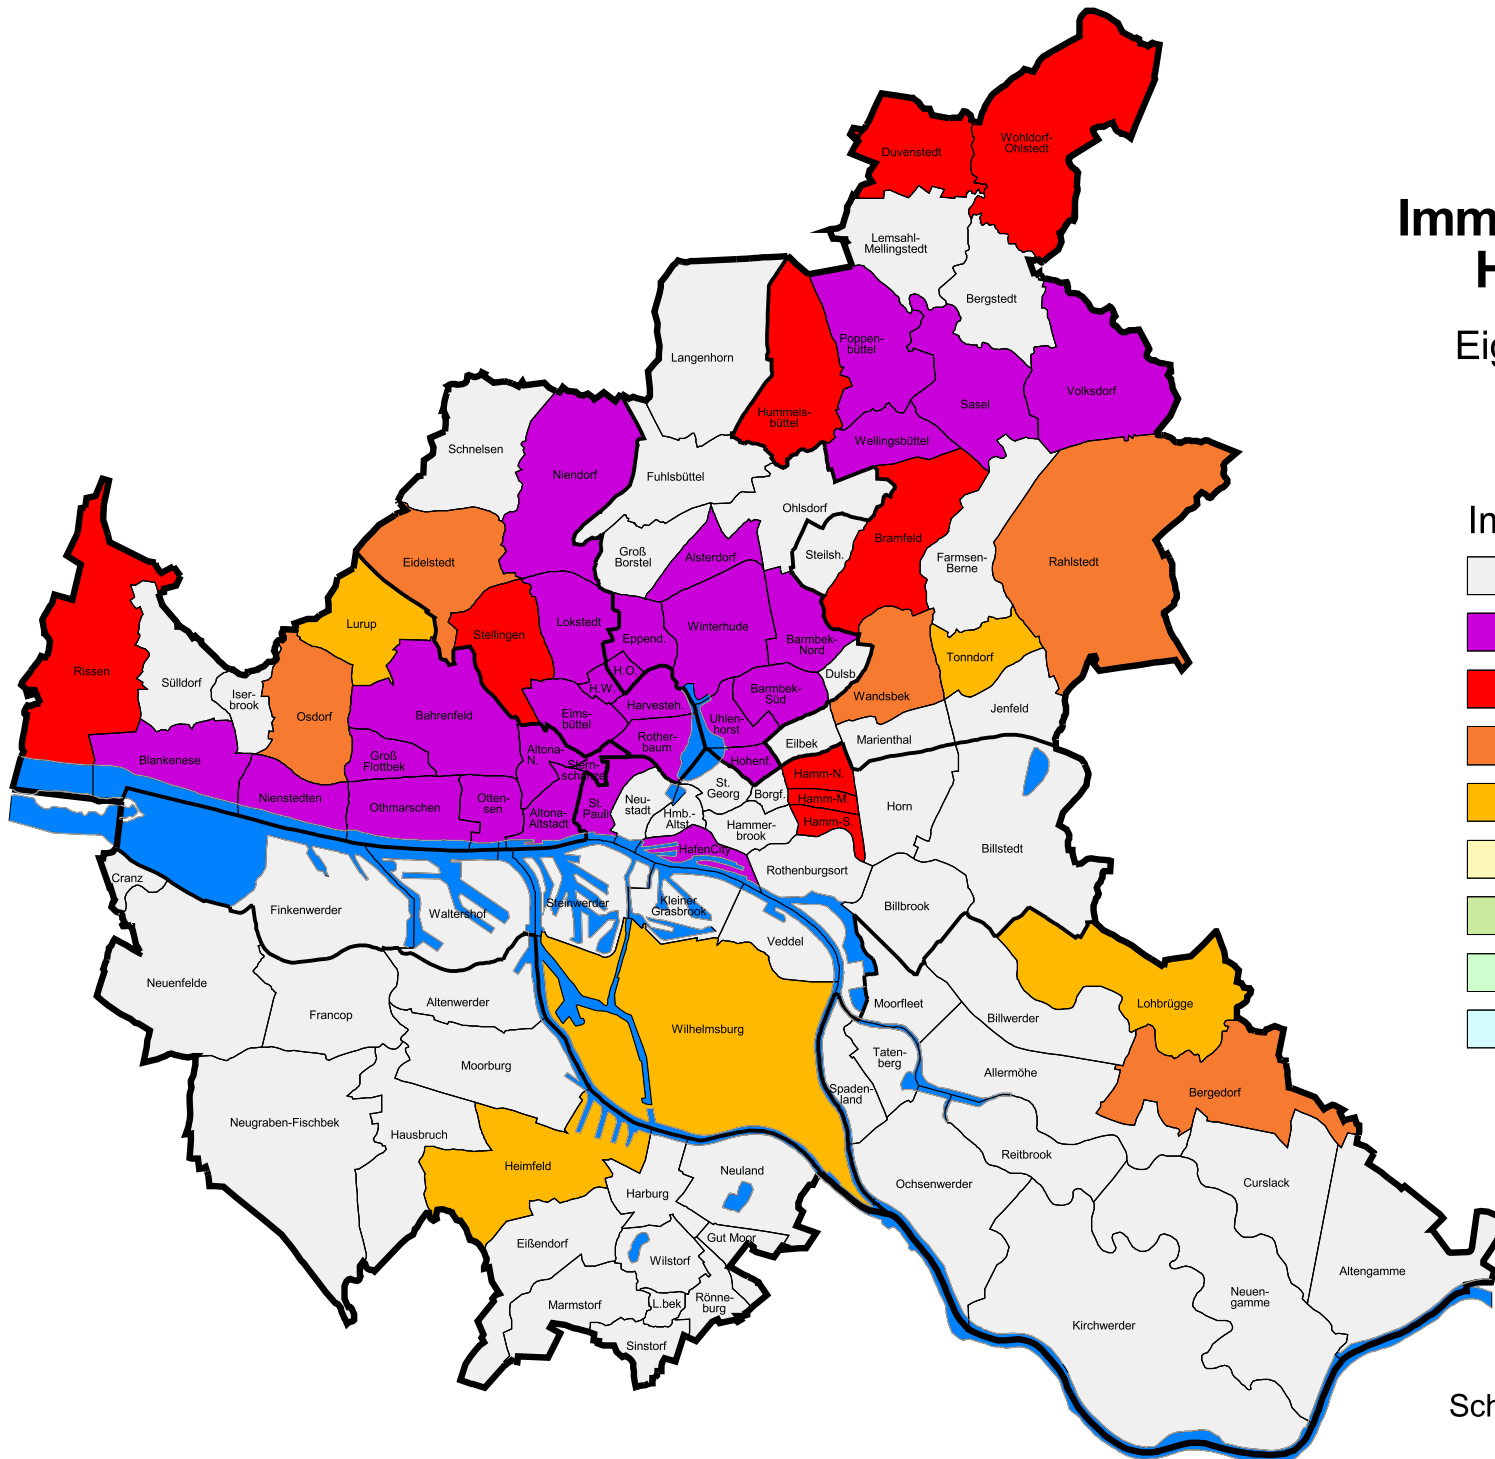 Wohldorf-
Ohlstedt
Duvenstedt
Lemsahl-
Mellingstedt
Bergstedt
Imm
H
Eig
Im
Sch
Poppen-
büttel
Langenhorn
Volksdorf
Sasel
Hummels-
büttel
Wellingsbüttel
Schnelsen
Niendorf
Fuhlsbüttel
Ohlsdorf
Bramfeld
Groß
Borstel
Alsterdorf
Steilsh.
Farmsen-
Berne
Rahlstedt
Eidelstedt
Lurup
Stellingen
Lokstedt
Eppend.
Winterhude
Barmbek-
Nord
Tonndorf
Rissen
Sülldorf
Iser-
brook
Osdorf
Bahrenfeld
H.O.
H.W.
Harvesteh.
Barmbek-
Süd
Dulsb.
Wandsbek
Jenfeld
Eims-
büttel
Uhlen-
horst
Rother-
baum
Eilbek
Marienthal
Blankenese
Groß
Flottbek
Altona-
N.
Stern-
schanze
Hohenf.
Hamm-N.
Nienstedten
Othmarschen
Otten-
sen
Altona-
Altstadt
St.
Pauli
Neu-
stadt
St.
Georg
Borgf.
Hamm-M.
Hamm-S.
Horn
Hmb.-
Altst.
Hammer-
brook
Billstedt
HafenCity
Rothenburgsort
Cranz
Finkenwerder
Waltershof
Steinwerder
Kleiner
Grasbrook
Billbrook
Veddel
Neuenfelde
Francop
Altenwerder
Moorfleet
Lohbrügge
Billwerder
Wilhelmsburg
Moorburg
Taten-
berg
Allermöhe
Spaden-
land
Bergedorf
Neugraben-Fischbek
Hausbruch
Reitbrook
Heimfeld
Neuland
Ochsenwerder
Curslack
Harburg
Eißendorf
Gut Moor
Wilstorf
Altengamme
Marmstorf
L.bek
Rönne-
burg
Neuen-
gamme
Kirchwerder
Sinstorf